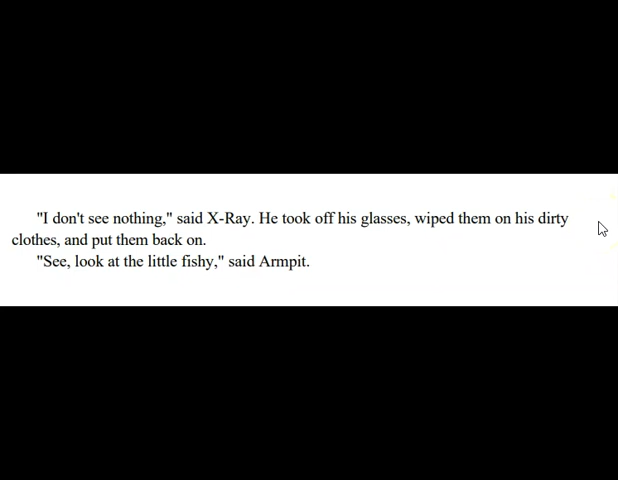 "I don't see nothing," said X-Ray. He took off his glasses, wiped them on his dirty
clothes, and put them back on.
"See, look at the little fishy," said Armpit.